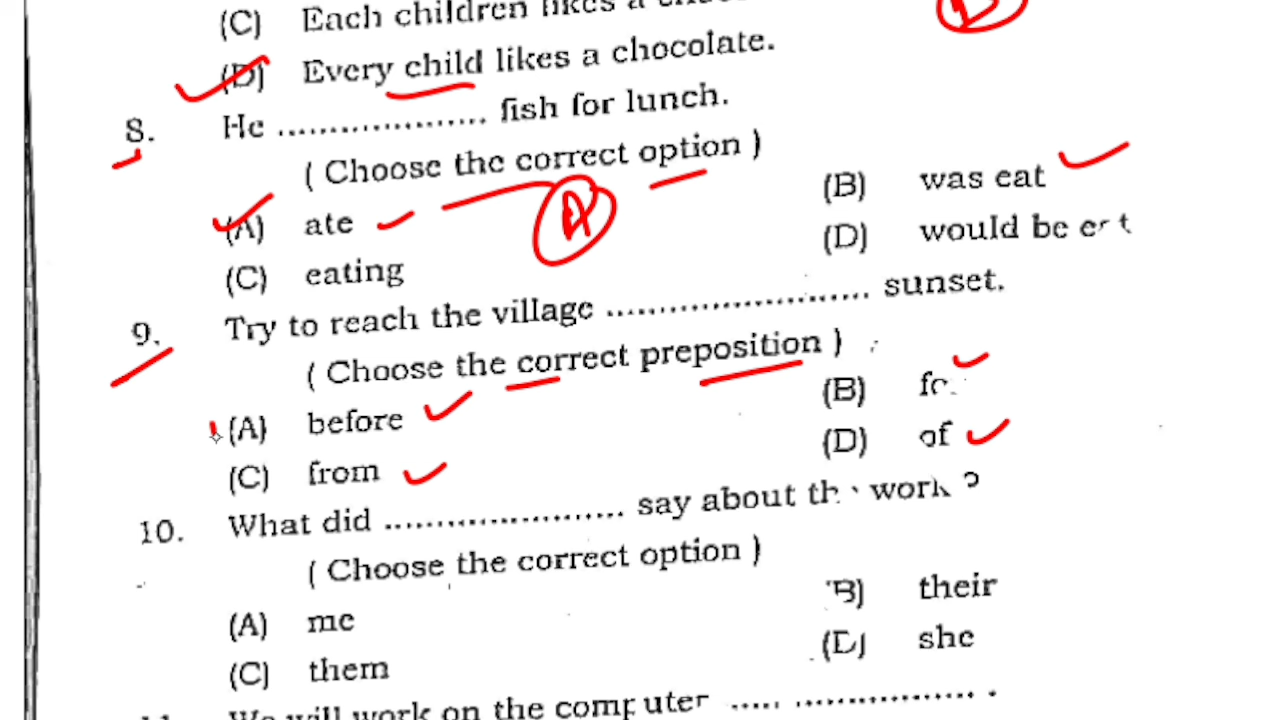 (C) Each children likes a
(D) Every child likes a chocolate.
8. He .................... fish for lunch.
( Choose the correct option )
(A) ate (B) was eat
(C) eating (D) would be
A
9. Try to reach the village ......................... sunset.
( Choose the correct preposition )
(A) before (B)
(C) from (D) of
10. What did ....................... say about the work ?
( Choose the correct option )
(A) me (B) their
(C) them (D) she
We will work on the computer